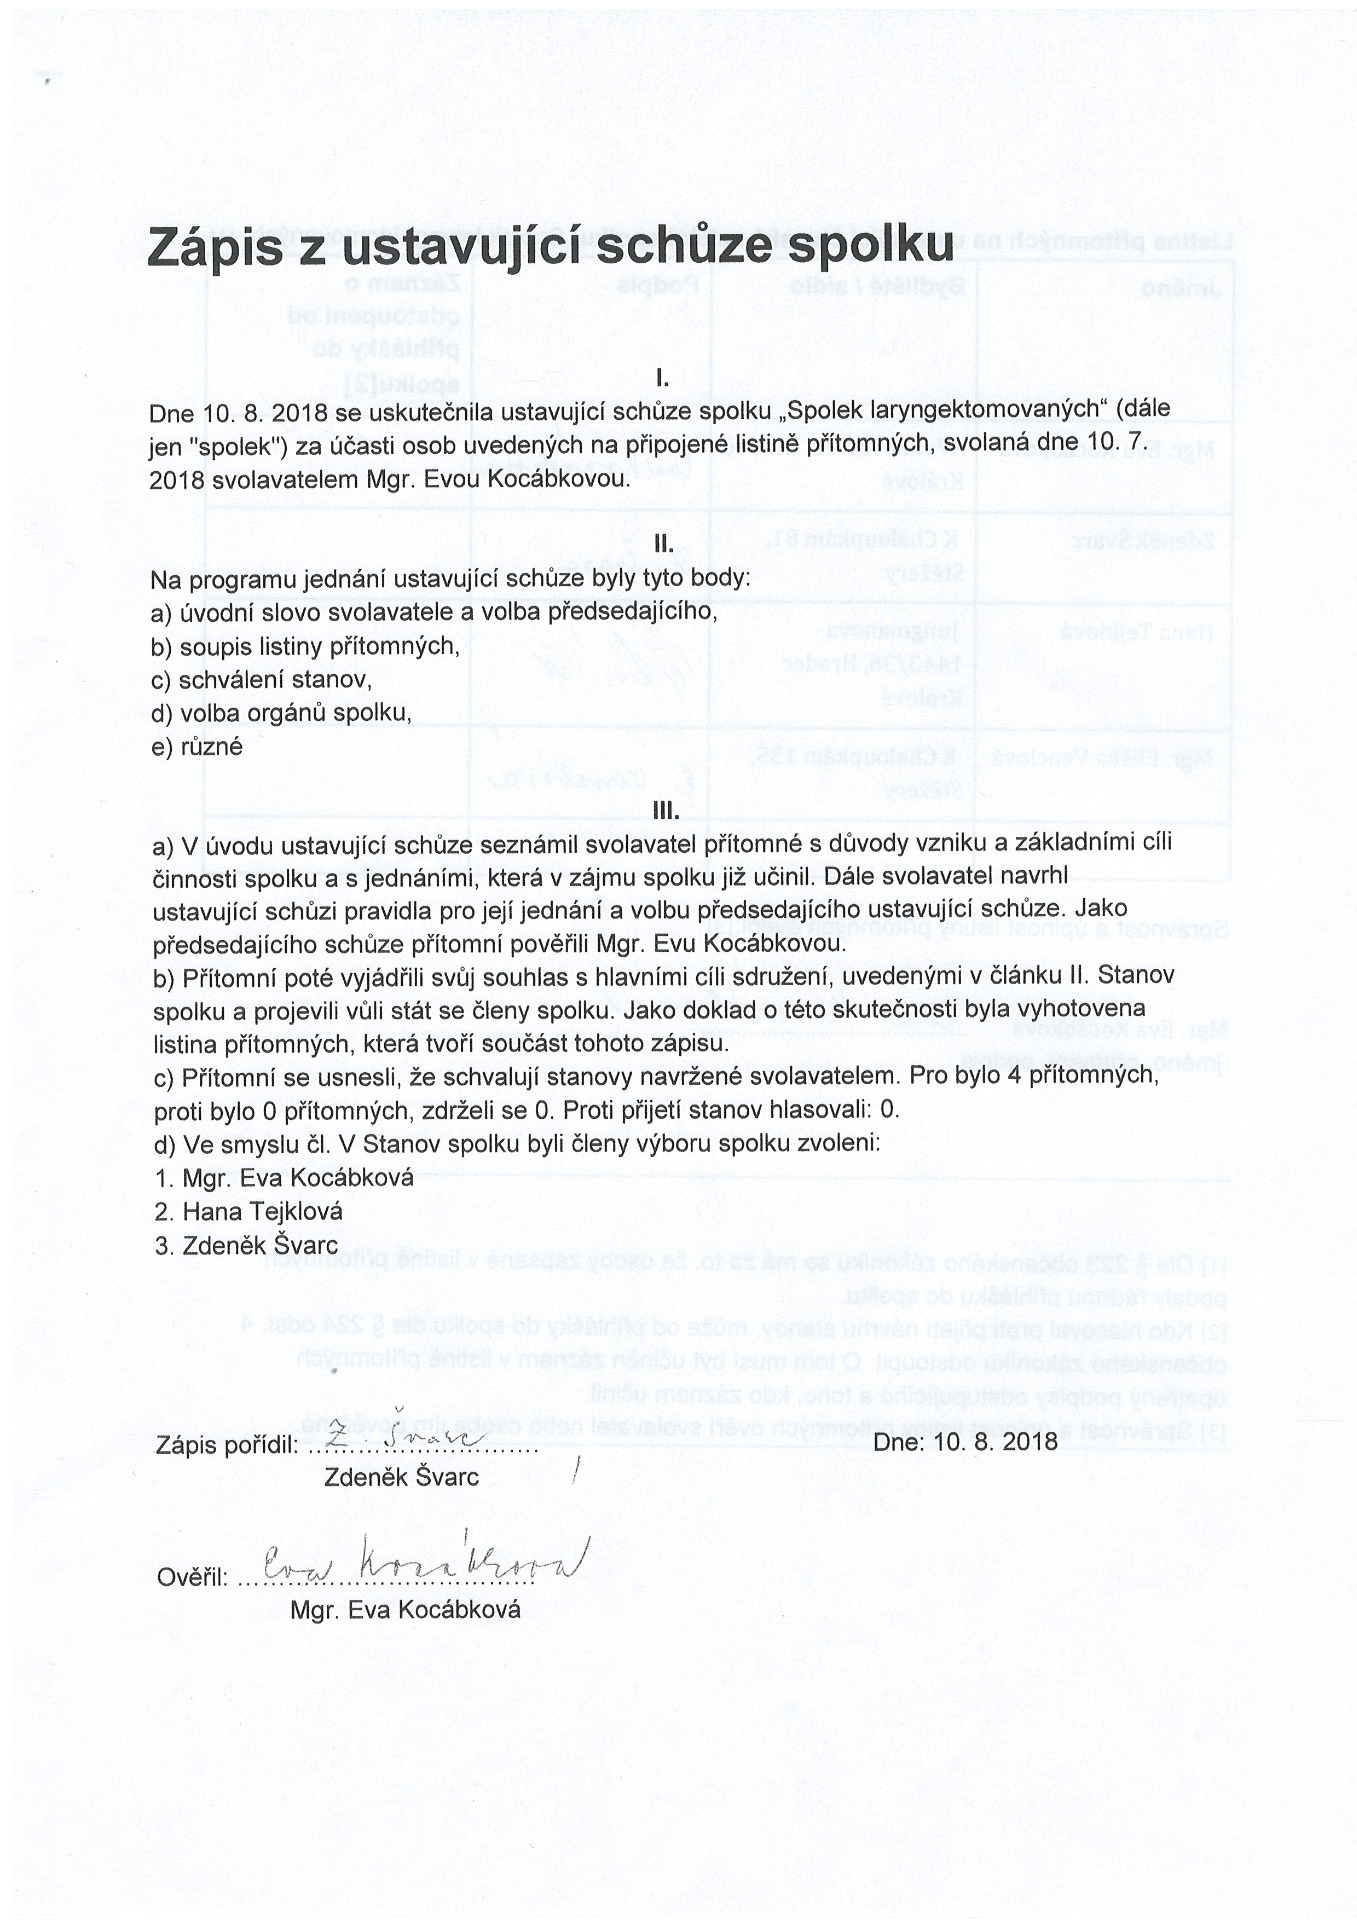 Zápis z ustavující schůze spolku
I.
Dne 10. 8. 2018 se uskutečnila ustavující schůze spolku „Spolek laryngektomovaných“ (dále
jen "spolek") za účasti osob uvedených na připojené listině přítomných, svolaná dne 10. 7.
2018 svolavatelem Mgr. Evou Kocábkovou.
II.
Na programu jednání ustavující schůze byly tyto body:
a) úvodní slovo svolavatele a volba předsedajícího,
b) soupis listiny přítomných,
c) schválení stanov,
d) volba orgánů spolku,
e) různé
III.
a) V úvodu ustavující schůze seznámil svolavatel přítomné s důvody vzniku a základními cíli
činnosti spolku a s jednáními, která v zájmu spolku již učinil. Dále svolavatel navrhl
ustavující schůzi pravidla pro její jednání a volbu předsedajícího ustavující schůze. Jako
předsedajícího schůze přítomní pověřili Mgr. Evu Kocábkovou.
b) Přítomní poté vyjádřili svůj souhlas s hlavními cíli sdružení, uvedenými v článku II. Stanov
spolku a projevili vůli stát se členy spolku. Jako doklad o této skutečnosti byla vyhotovena
listina přítomných, která tvoří součást tohoto zápisu.
c) Přítomní se usnesli, že schvalují stanovy navržené svolavatelem. Pro bylo 4 přítomných,
proti bylo 0 přítomných, zdrželi se 0. Proti přijetí stanov hlasovali: 0.
d) Ve smyslu čl. V Stanov spolku byli členy výboru spolku zvoleni:
1. Mgr. Eva Kocábková
2. Hana Tejklová
3. Zdeněk Švarc
Zápis pořídil: Z. Švarc Dne: 10. 8. 2018
Zdeněk Švarc
Ověřil: Eva Kocábková
Mgr. Eva Kocábková